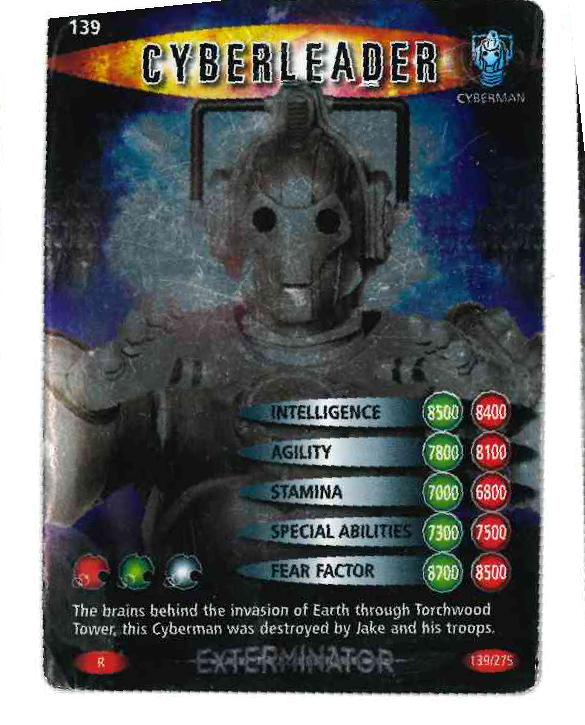 139
CYBERLEADER
CYBERMAN
INTELLIGENCE 8500 8400
AGILITY 7800 8100
STAMINA 7000 6800
SPECIAL ABILITIES 7300 7500
FEAR FACTOR 8700 8500
The brains behind the invasion of Earth through Torchwood
Tower, this Cyberman was destroyed by Jake and his troops.
R EXTERMINATOR 139/275